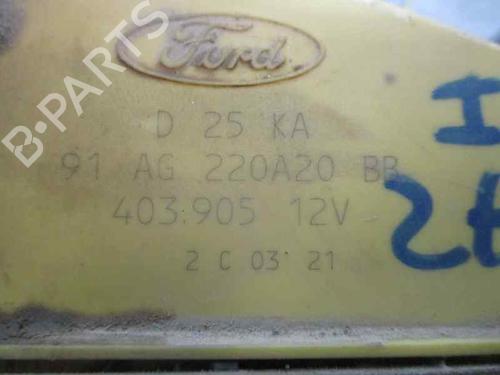 B-PARTS
Ford
D 25 KA
91 AG 220A20 BB
403.905 12V
2 C 03 21